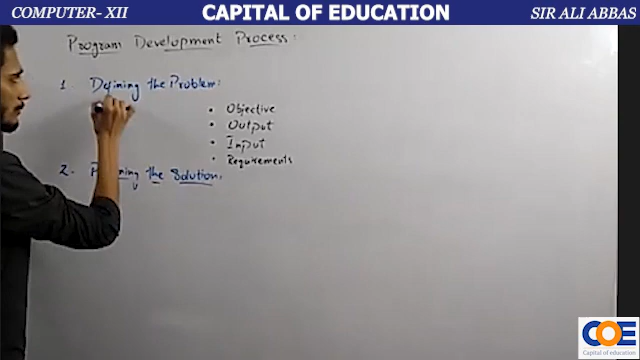 COMPUTER- XII
CAPITAL OF EDUCATION
SIR ALI ABBAS
Program Development Process:
1. Defining the Problem:
• Objective
• Output
• Input
• Requirements
2. the Solution.
COE
Capital of education